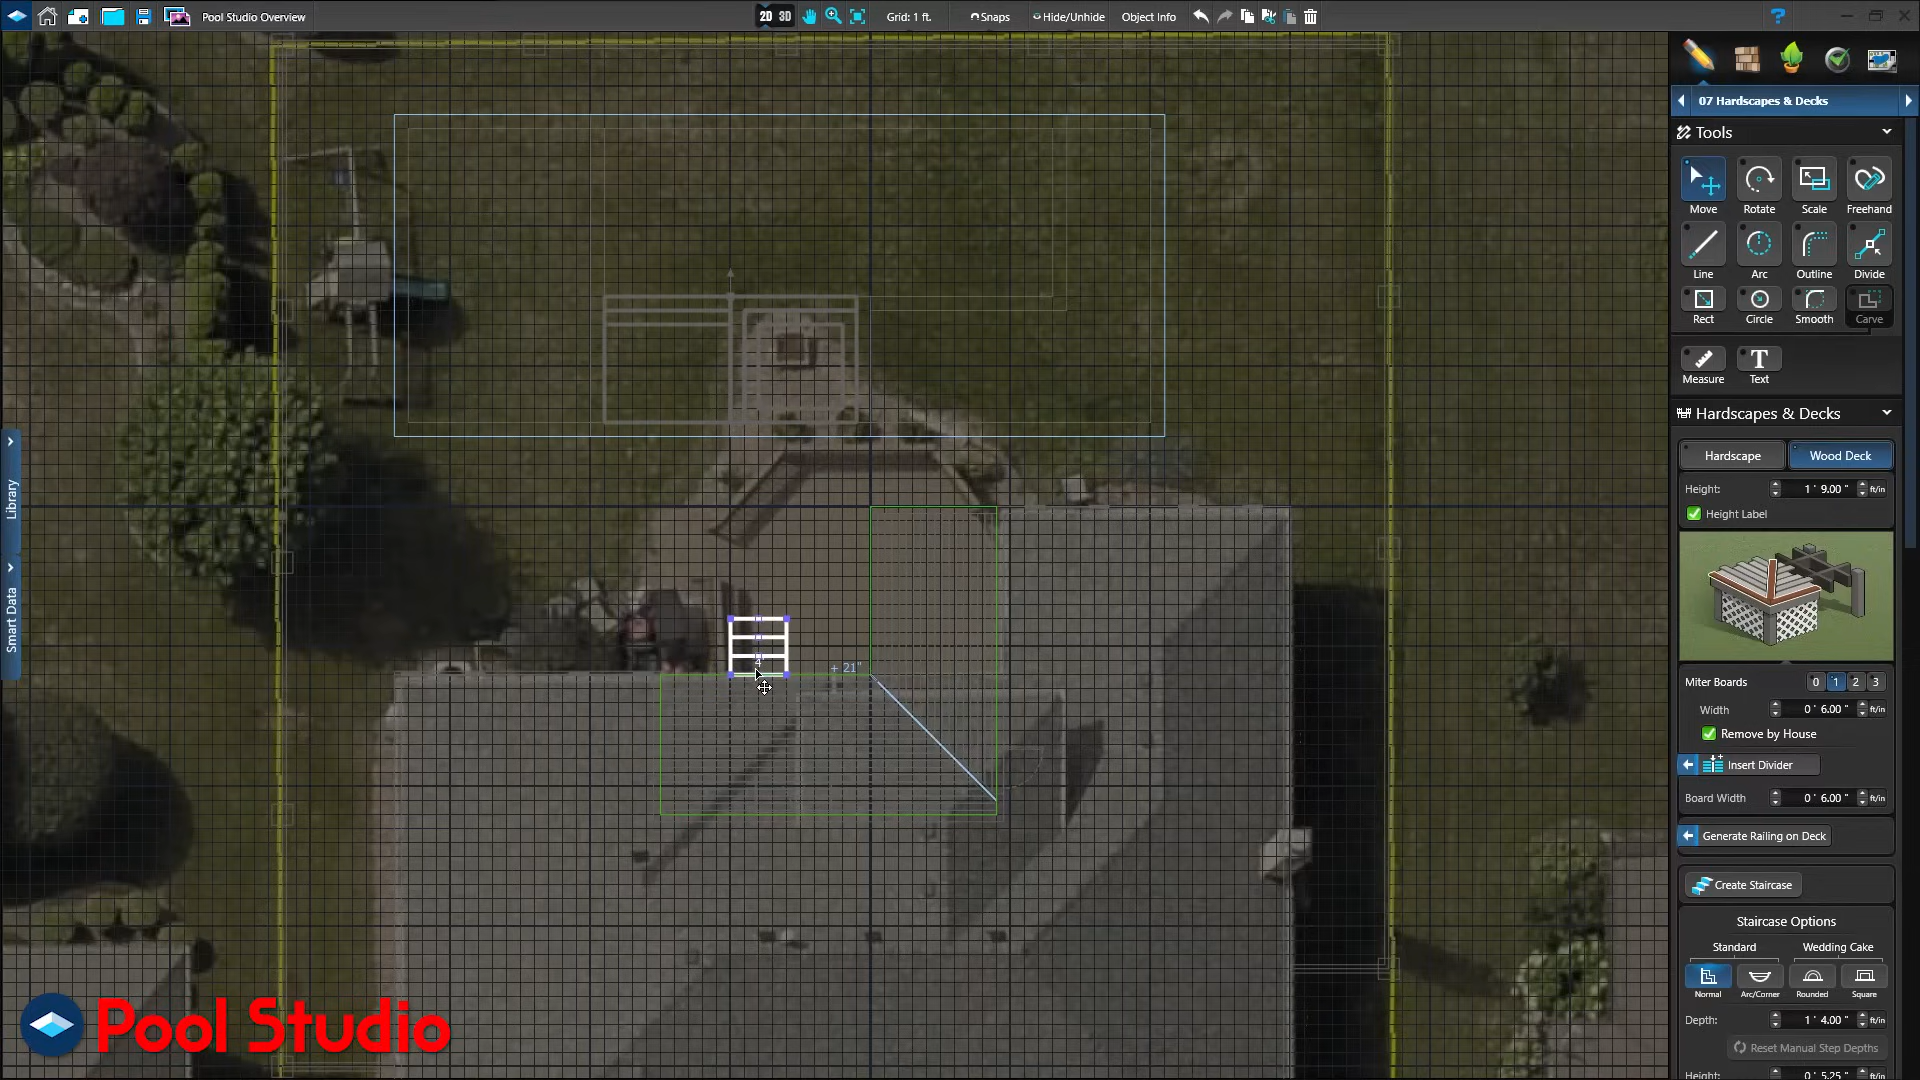 Pool Studio Overview
2D 3D
Grid: 1 ft.
Snaps
Hide/Unhide
Object Info
?
07 Hardscapes & Decks
Tools
Move Rotate Scale Freehand
Line Arc Outline Divide
Rect Circle Smooth Carve
Measure Text
Hardscapes & Decks
Hardscape Wood Deck
Height: 1 ' 9.00 " ft/in
Height Label
Miter Boards 0 1 2 3
Width 0 ' 6.00 " ft/in
Remove by House
Insert Divider
Board Width 0 ' 6.00 " ft/in
Generate Railing on Deck
Create Staircase
Staircase Options
Standard Wedding Cake
Normal Arc/Corner Rounded Square
Depth: 1 ' 4.00 " ft/in
Reset Manual Step Depths
Height: 0 ' 5.25 " ft/in
Library
Smart Data
+ 21"
Pool Studio